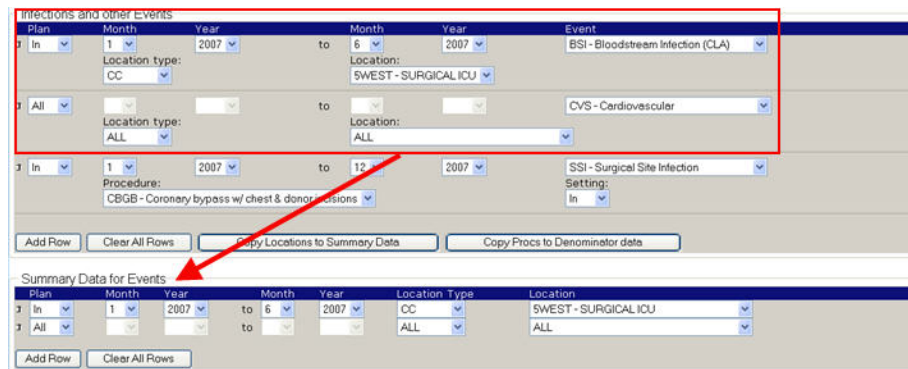 Infections and other Events
Plan Month Year Month Year Event
In 1 2007 to 6 2007 BSI - Bloodstream Infection (CLA)
Location type: Location:
CC 5WEST - SURGICAL ICU
All to CVS - Cardiovascular
Location type: Location:
ALL ALL
In 1 2007 to 12 2007 SSI - Surgical Site Infection
Procedure: Setting:
CBGB - Coronary bypass w/ chest & donor incisions In
Add Row Clear All Rows Copy Locations to Summary Data Copy Procs to Denominator data
Summary Data for Events
Plan Month Year Month Year Location Type Location
In 1 2007 to 6 2007 CC 5WEST - SURGICAL ICU
All to ALL ALL
Add Row Clear All Rows